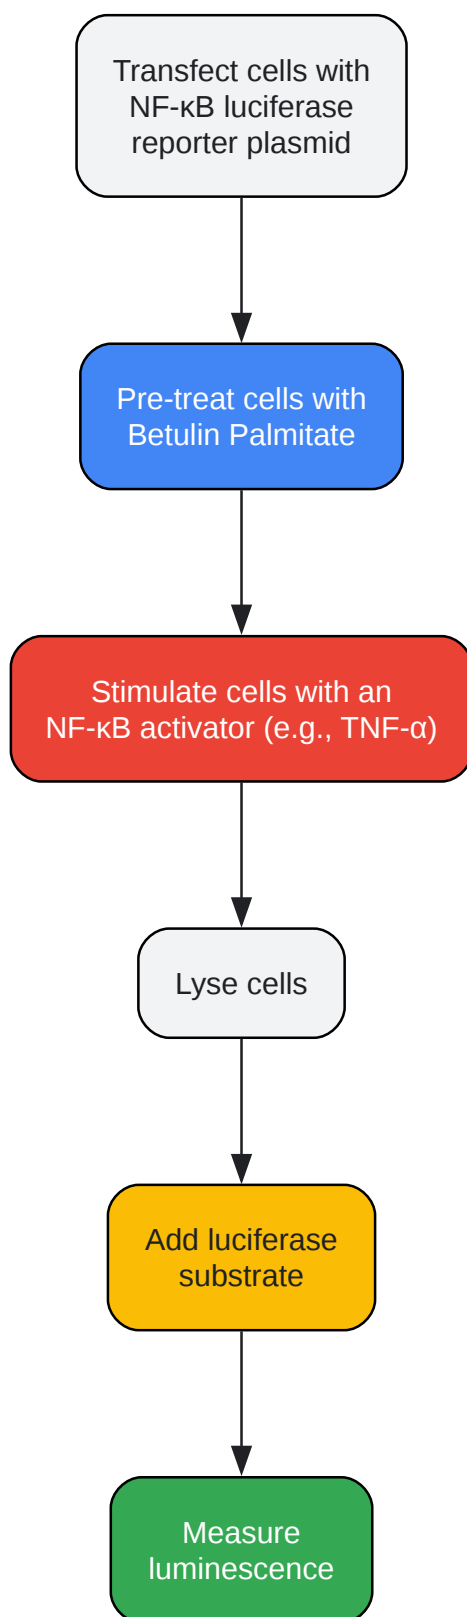 Transfect cells with
NF-κB luciferase
reporter plasmid
Pre-treat cells with
Betulin Palmitate
Stimulate cells with an
NF-κB activator (e.g., TNF-α)
Lyse cells
Add luciferase
substrate
Measure
luminescence